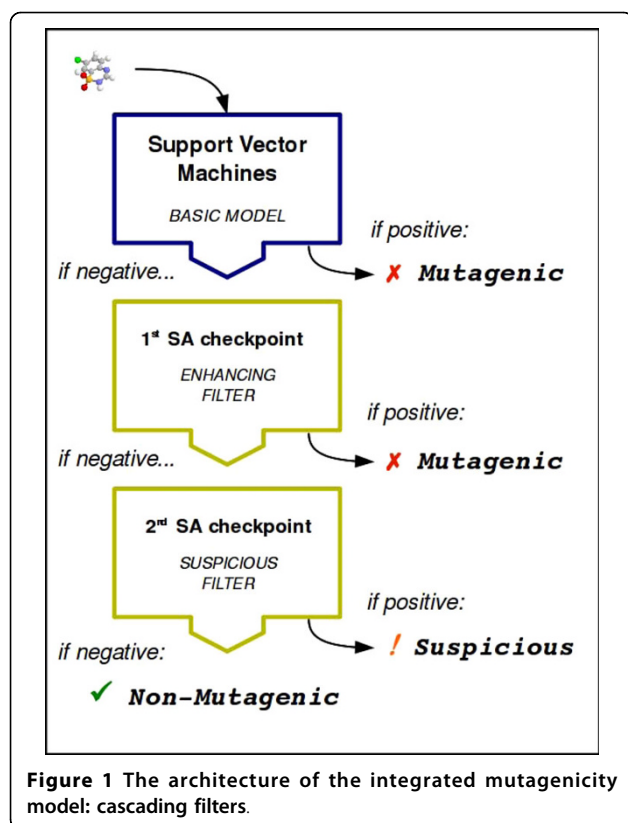 Support Vector
Machines
BASIC MODEL
if positive:
✗ Mutagenic
if negative...
1st SA checkpoint
ENHANCING
FILTER
if positive:
✗ Mutagenic
if negative...
2nd SA checkpoint
SUSPICIOUS
FILTER
if positive:
! Suspicious
if negative:
✓ Non-Mutagenic
Figure 1 The architecture of the integrated mutagenicity
model: cascading filters.